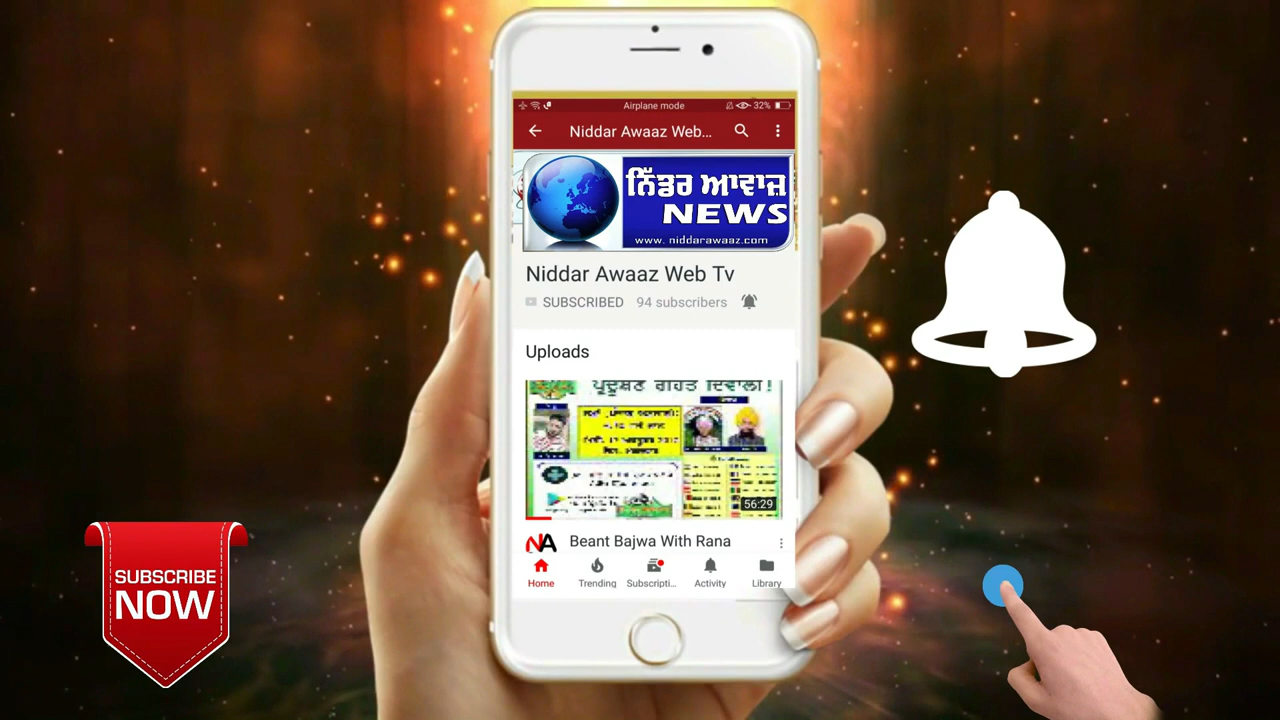 Airplane mode
32%
Niddar Awaaz Web...
ਨਿੱਡਰ ਆਵਾਜ਼
NEWS
www. niddarawaaz.com
Niddar Awaaz Web Tv
SUBSCRIBED 94 subscribers
Uploads
ਪ੍ਰਦੂਸ਼ਣ ਰਹਿਤ ਦਿਵਾਲੀ!
56:29
NA
Beant Bajwa With Rana
Home Trending Subscripti... Activity Library
SUBSCRIBE
NOW